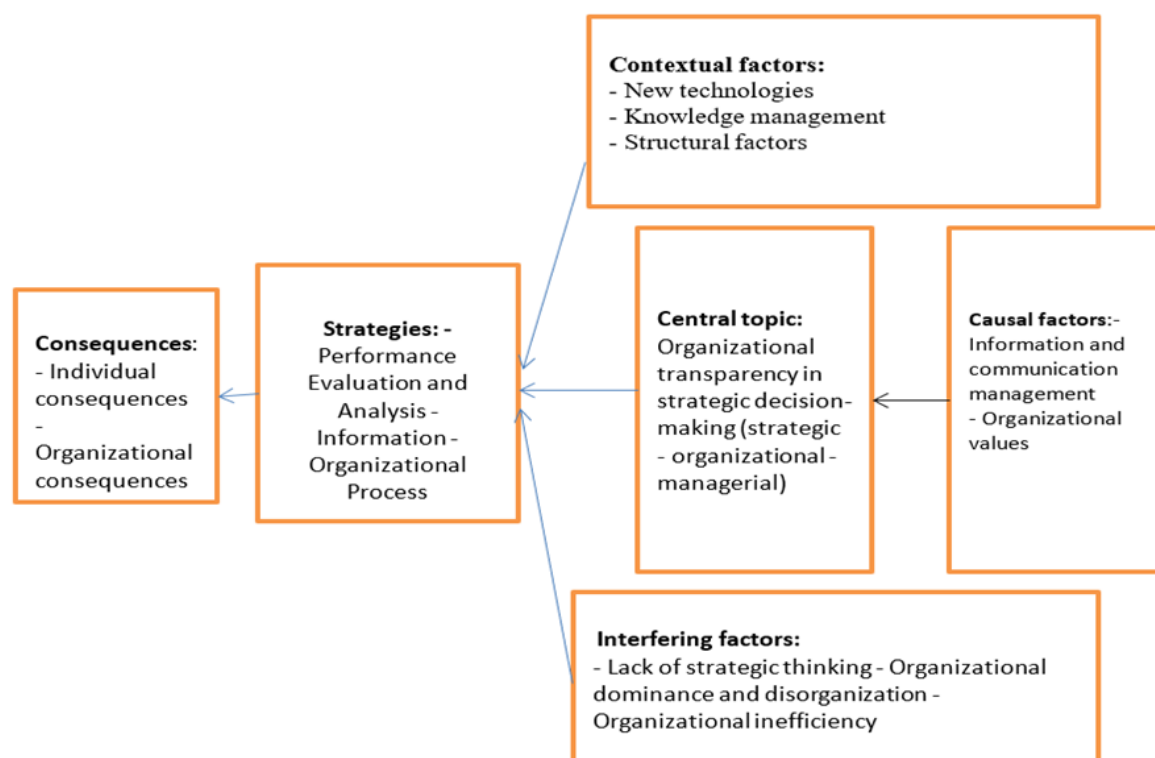 Contextual factors:
- New technologies
- Knowledge management
- Structural factors
Consequences:
- Individual
consequences
-
Organizational
consequences
Strategies: -
Performance
Evaluation and
Analysis -
Information -
Organizational
Process
Central topic:
Organizational
transparency in
strategic decision-
making (strategic
- organizational -
managerial)
Causal factors:-
Information and
communication
management
- Organizational
values
Interfering factors:
- Lack of strategic thinking - Organizational
dominance and disorganization -
Organizational inefficiency